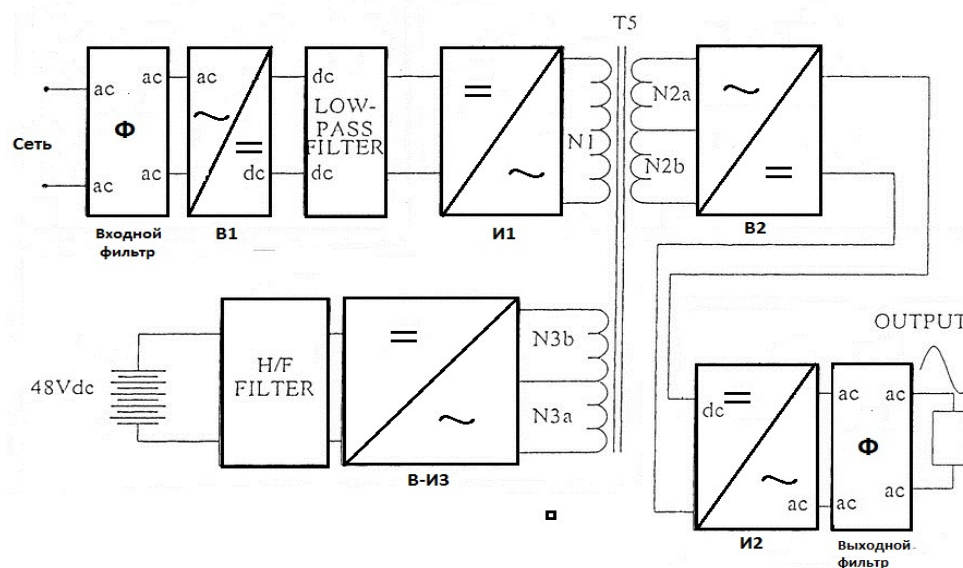 T5
ac
ac
ac
dc
ac
Ф
LOW-
PASS
FILTER
N1
N2a
Сеть
N2b
ac
ac
dc
dc
Входной
фильтр
В1
И1
В2
OUTPUT
48Vdc
H/F
FILTER
N3b
N3a
dc
ac
ac
Ф
В-И3
ac
ac
ac
И2
Выходной
фильтр